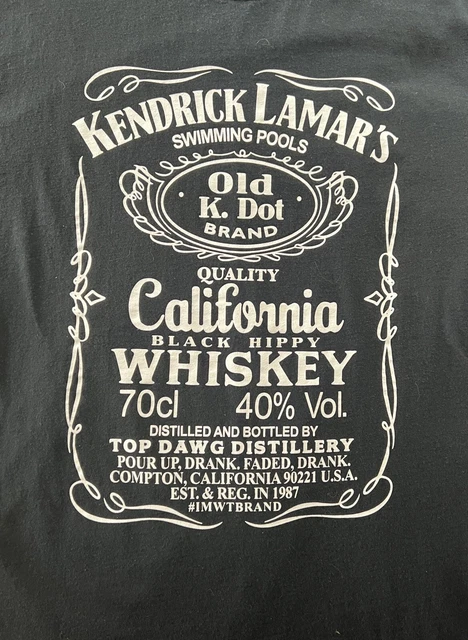 KENDRICK LAMAR'S
SWIMMING POOLS
Old
K. Dot
BRAND
QUALITY
California
BLACK HIPPY
WHISKEY
70cl 40% Vol.
DISTILLED AND BOTTLED BY
TOP DAWG DISTILLERY
POUR UP, DRANK. FADED, DRANK.
COMPTON, CALIFORNIA 90221 U.S.A.
EST. & REG. IN 1987
#IMWTBRAND